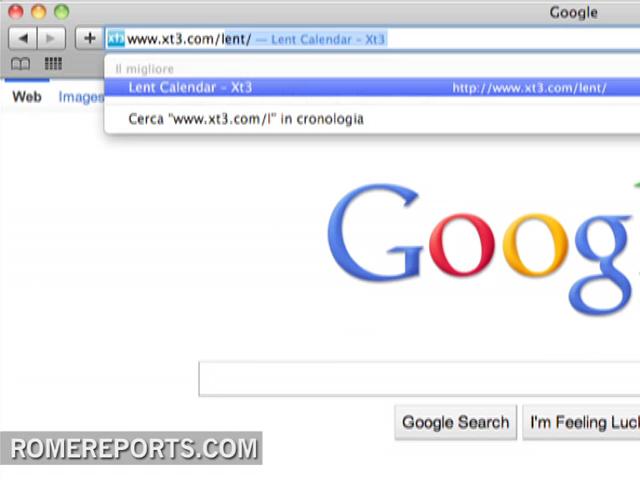 Google
xt3 www.xt3.com/lent/ — Lent Calendar – Xt3
Il migliore
Lent Calendar – Xt3 http://www.xt3.com/lent/
Web Images
Cerca "www.xt3.com/l" in cronologia
Goog
Google Search I'm Feeling Luc
ROMEREPORTS.COM